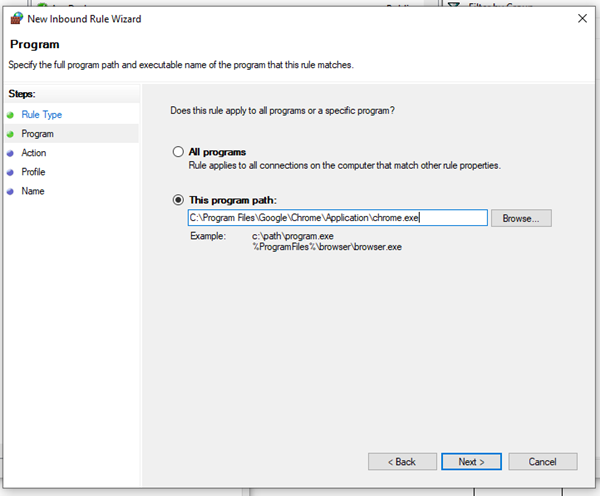 New Inbound Rule Wizard
Program
Specify the full program path and executable name of the program that this rule matches.
Steps:
Rule Type
Program
Action
Profile
Name
Does this rule apply to all programs or a specific program?
All programs
Rule applies to all connections on the computer that match other rule properties.
This program path:
C:\Program Files\Google\Chrome\Application\chrome.exe
Browse...
Example: c:\path\program.exe
%ProgramFiles%\browser\browser.exe
< Back Next > Cancel